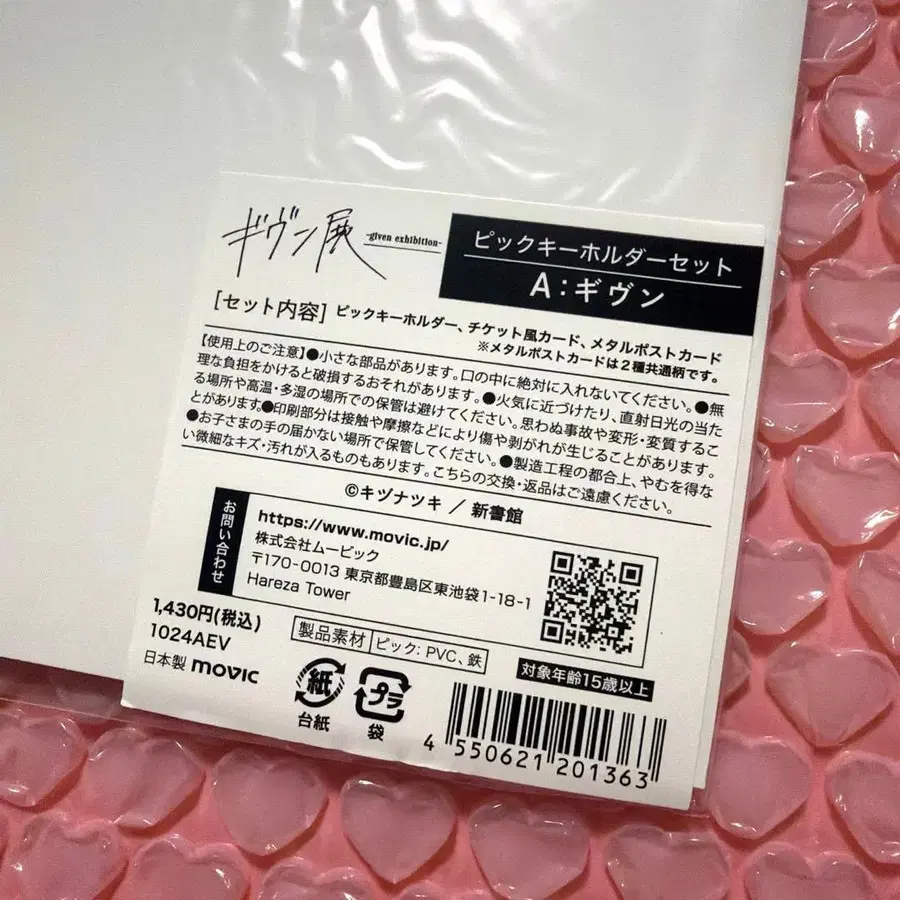 ギヴン展 -given exhibition-
ピックキーホルダーセット
A:ギヴン
[セット内容] ピックキーホルダー、チケット風カード、メタルポストカード
※メタルポストカードは2種共通柄です。
【使用上のご注意】●小さな部品があります。口の中に絶対に入れないでください。●無
理な負担をかけると破損するおそれがあります。●火気に近づけたり、直射日光の当た
る場所や高温・多湿の場所での保管は避けてください。思わぬ事故や変形・変質するこ
とがあります。●印刷部分は接触や摩擦などにより傷や剥がれが生じることがあります。
●お子さまの手の届かない場所で保管してください。●製造工程の都合上、やむを得な
い微細なキズ・汚れが入るものもあります。こちらの交換・返品はご遠慮ください。
©キヅナツキ / 新書館
お問い合わせ
https://www.movic.jp/
株式会社ムービック
〒170-0013 東京都豊島区東池袋1-18-1
Hareza Tower
1,430円(税込)
1024AEV
日本製 movic
製品素材 ピック: PVC、鉄
対象年齢15歳以上
紙
台紙
プラ
袋
4 550621 201363